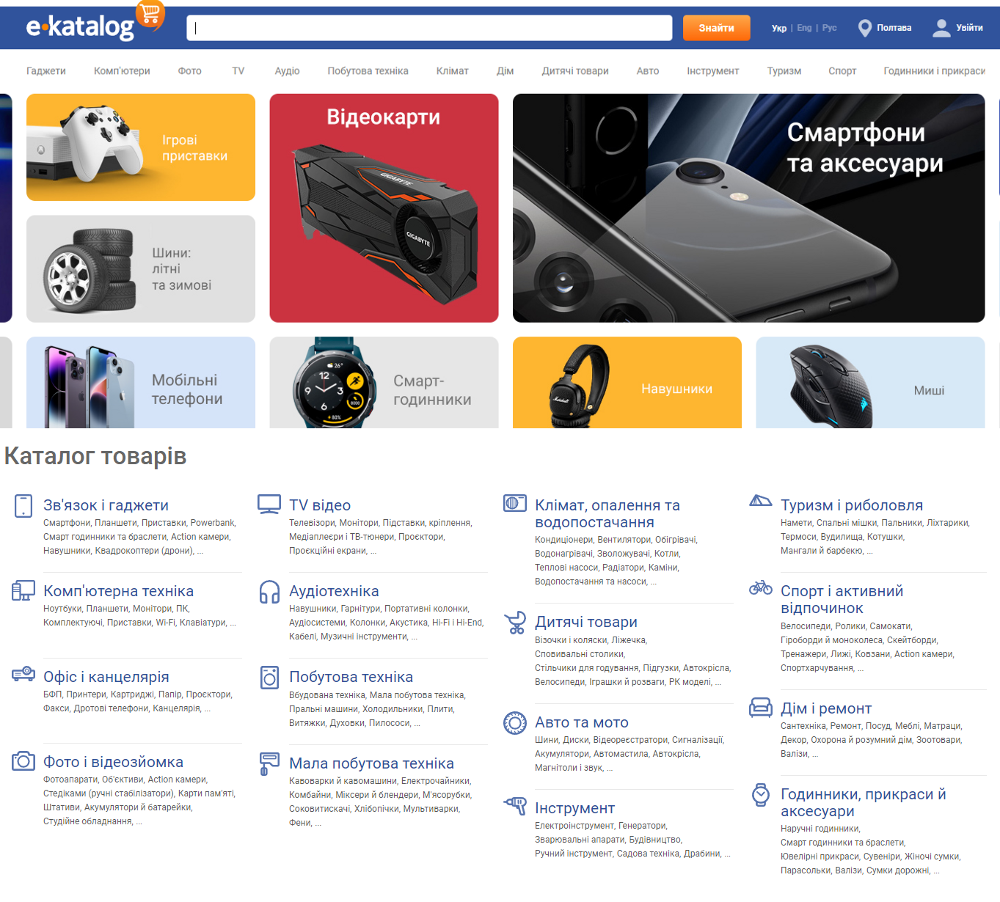 e•katalog
Знайти
Укр | Eng | Рус
Полтава
Увійти
Гаджети Комп'ютери Фото TV Аудіо Побутова техніка Клімат Дім Дитячі товари Авто Інструмент Туризм Спорт Годинники і прикраси
Ігрові
приставки
Відеокарти
GIGABYTE
GIGABYTE
Смартфони
та аксесуари
Шини:
літні
та зимові
Мобільні
телефони
26°
12
9
3
8000
80%
Смарт-
годинники
Marshall
Навушники
Миші
Каталог товарів
Зв'язок і гаджети
Смартфони, Планшети, Приставки, Powerbank,
Смарт годинники та браслети, Action камери,
Навушники, Квадрокоптери (дрони), ...
Комп'ютерна техніка
Ноутбуки, Планшети, Монітори, ПК,
Комплектуючі, Приставки, Wi-Fi, Клавіатури, ...
Офіс і канцелярія
БФП, Принтери, Картриджі, Папір, Проєктори,
Факси, Дротові телефони, Канцелярія, ...
Фото і відеозйомка
Фотоапарати, Об'єктиви, Action камери,
Стедіками (ручні стабілізатори), Карти пам'яті,
Штативи, Акумулятори й батарейки,
Студійне обладнання, ...
TV відео
Телевізори, Монітори, Підставки, кріплення,
Медіаплеєри і ТВ-тюнери, Проєктори,
Проєкційні екрани, ...
Аудіотехніка
Навушники, Гарнітури, Портативні колонки,
Аудіосистеми, Колонки, Акустика, Hi-Fi і Hi-End,
Кабелі, Музичні інструменти, ...
Побутова техніка
Вбудована техніка, Мала побутова техніка,
Пральні машини, Холодильники, Плити,
Витяжки, Духовки, Пилососи, ...
Мала побутова техніка
Кавоварки й кавомашини, Електрочайники,
Комбайни, Міксери й блендери, М'ясорубки,
Соковитискачі, Хлібопічки, Мультиварки,
Фени, ...
Клімат, опалення та
водопостачання
Кондиціонери, Вентилятори, Обігрівачі,
Водонагрівачі, Зволожувачі, Котли,
Теплові насоси, Радіатори, Каміни,
Водопостачання та насоси, ...
Дитячі товари
Візочки і коляски, Ліжечка,
Сповивальні столики,
Стільчики для годування, Підгузки, Автокрісла,
Велосипеди, Іграшки й розваги, РК моделі, ...
Авто та мото
Шини, Диски, Відеореєстратори, Сигналізації,
Акумулятори, Автомастила, Автокрісла,
Магнітоли і звук, ...
Інструмент
Електроінструмент, Генератори,
Зварювальні апарати, Будівництво,
Ручний інструмент, Садова техніка, Драбини, ...
Туризм і риболовля
Намети, Спальні мішки, Пальники, Ліхтарики,
Термоси, Вудилища, Котушки,
Мангали й барбекю, ...
Спорт і активний
відпочинок
Велосипеди, Ролики, Самокати,
Гіроборди й моноколеса, Скейтборди,
Тренажери, Лижі, Ковзани, Action камери,
Спортхарчування, ...
Дім і ремонт
Сантехніка, Ремонт, Посуд, Меблі, Матраци,
Декор, Охорона й розумний дім, Зоотовари,
Валізи, ...
Годинники, прикраси й
аксесуари
Наручні годинники,
Смарт годинники та браслети,
Ювелірні прикраси, Сувеніри, Жіночі сумки,
Парасольки, Валізи, Сумки дорожні, ...